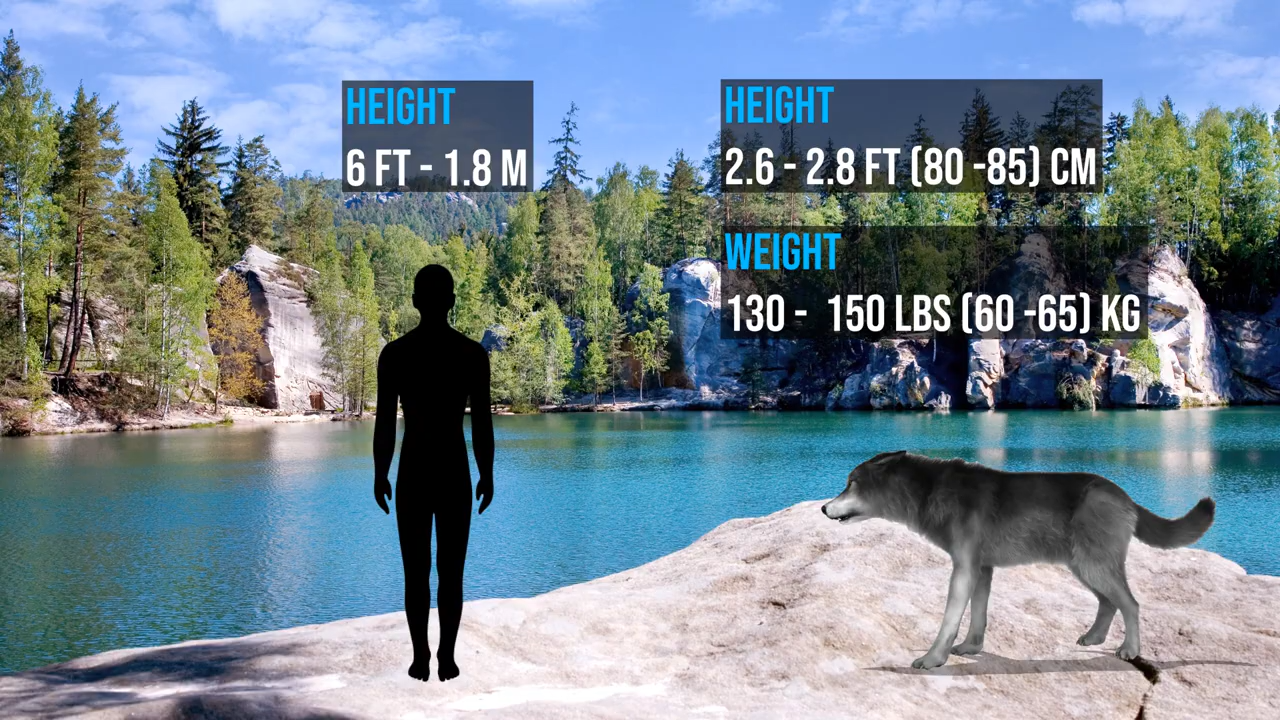 HEIGHT
6 FT - 1.8 M
HEIGHT
2.6 - 2.8 FT (80 -85) CM
WEIGHT
130 - 150 LBS (60 -65) KG